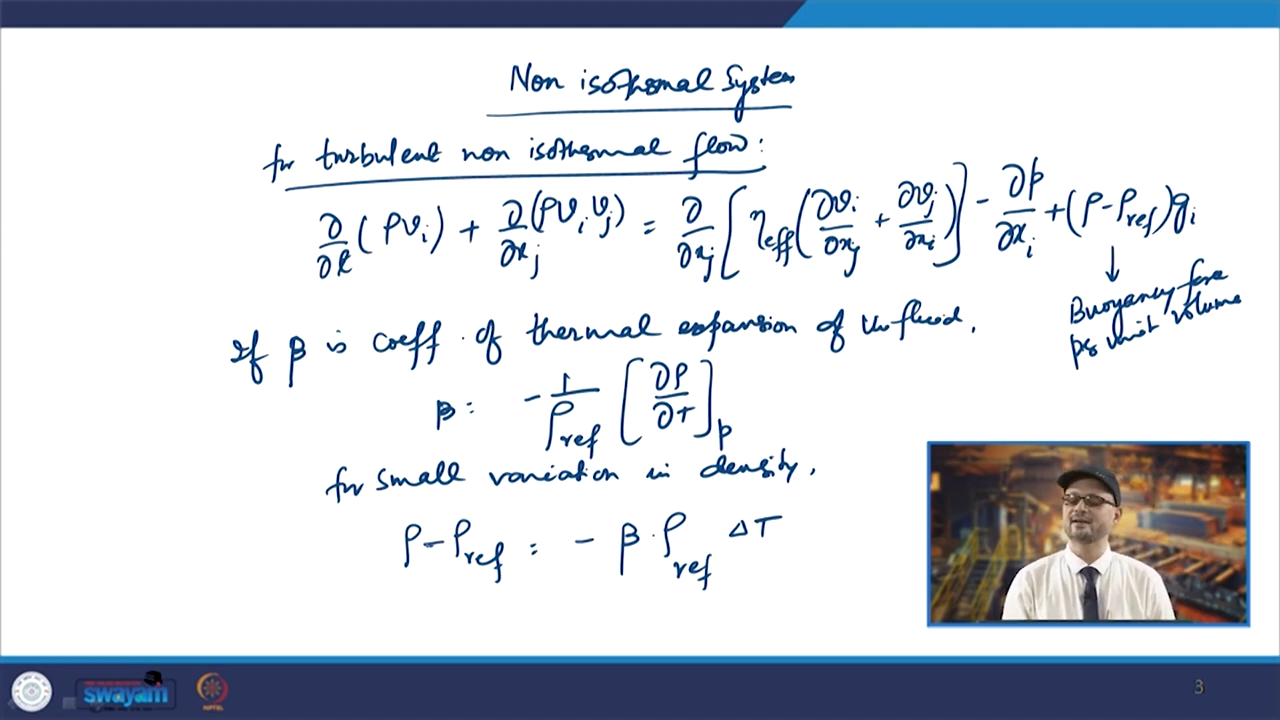 Non isothermal System
for turbulent non isothermal flow:
∂/∂t (ρv_i) + ∂/∂x_j (ρv_i v_j) = ∂/∂x_j [η_eff (∂v_i/∂x_j + ∂v_j/∂x_i)] - ∂p/∂x_i + (ρ-ρ_ref)g_i
↓
Buoyancy force
per unit volume
If β is coeff. of thermal expansion of the fluid,
β = -1/ρ_ref [∂ρ/∂T]_p
for small variation in density,
ρ-ρ_ref = - β·ρ_ref ΔT
swayam
NPTEL
3